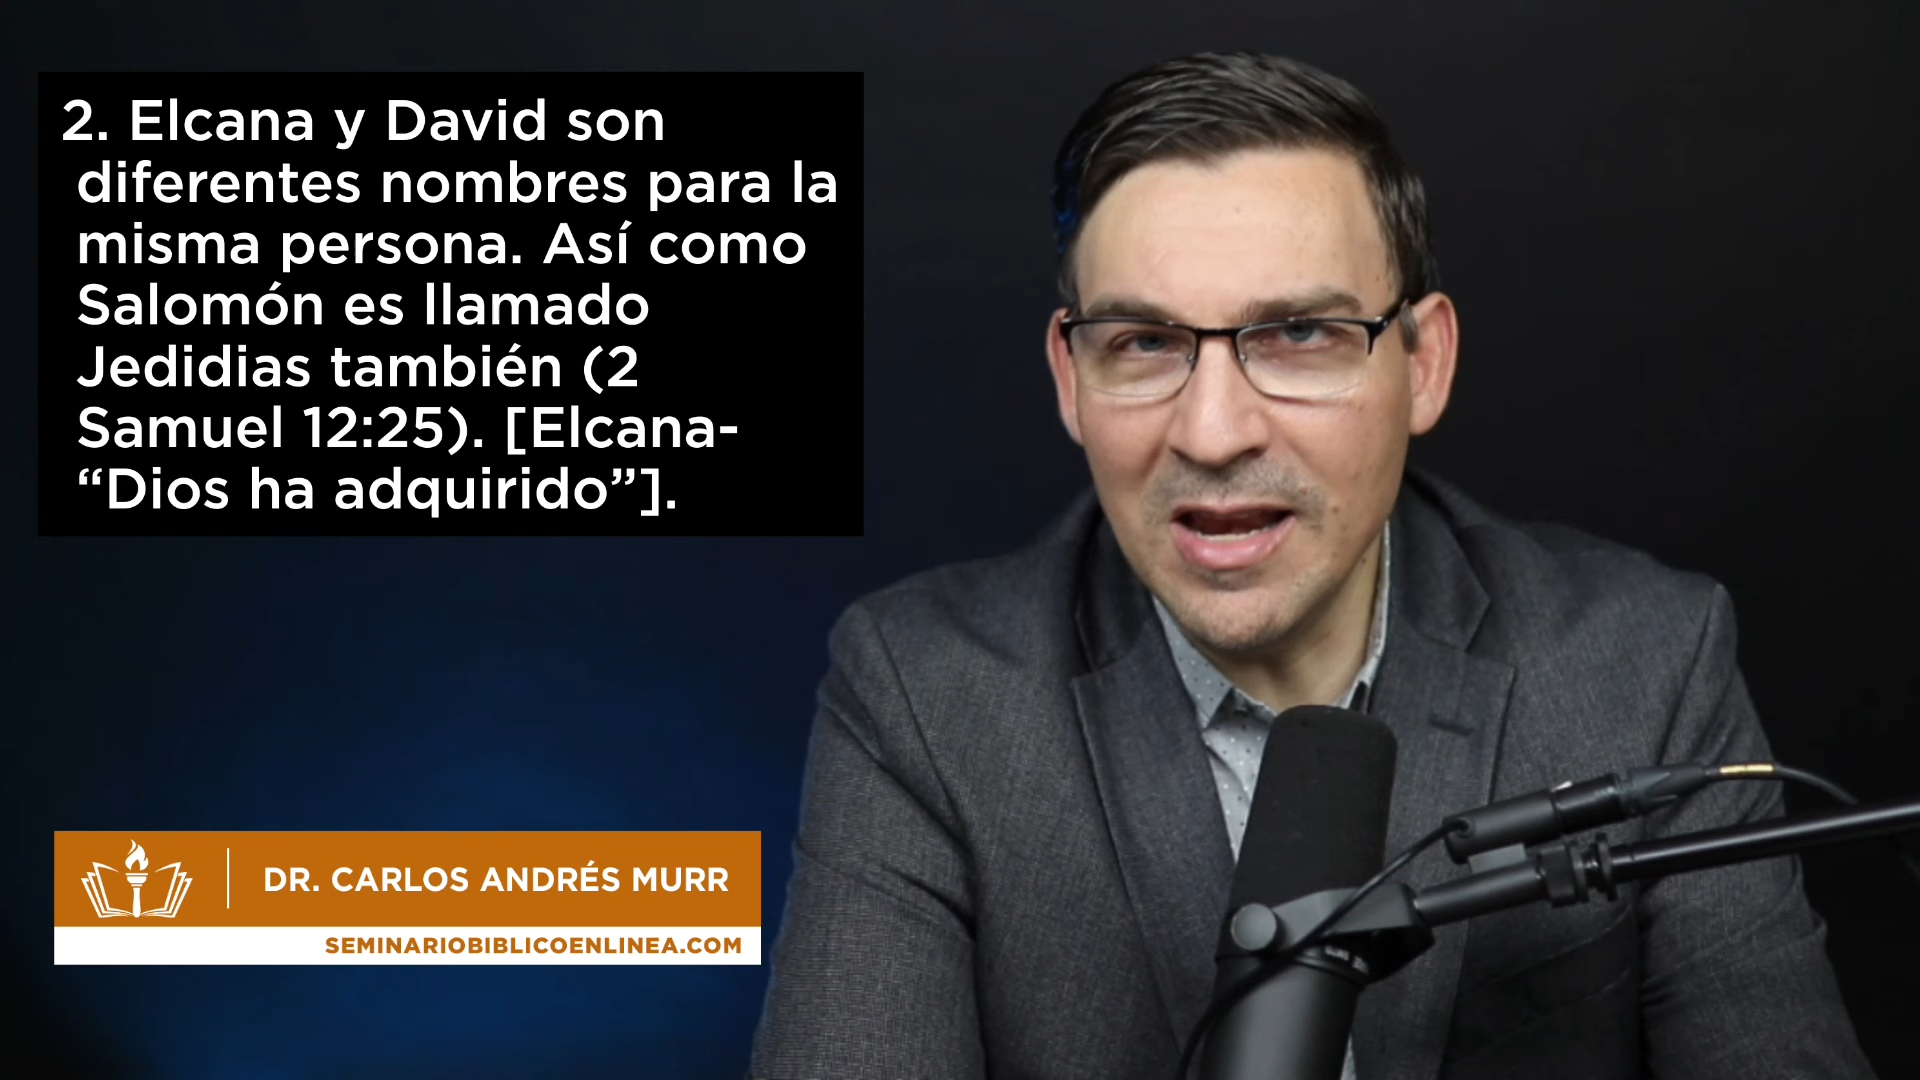 2. Elcana y David son
diferentes nombres para la
misma persona. Así como
Salomón es llamado
Jedidias también (2
Samuel 12:25). [Elcana-
“Dios ha adquirido”].
DR. CARLOS ANDRÉS MURR
SEMINARIOBIBLICOENLINEA.COM